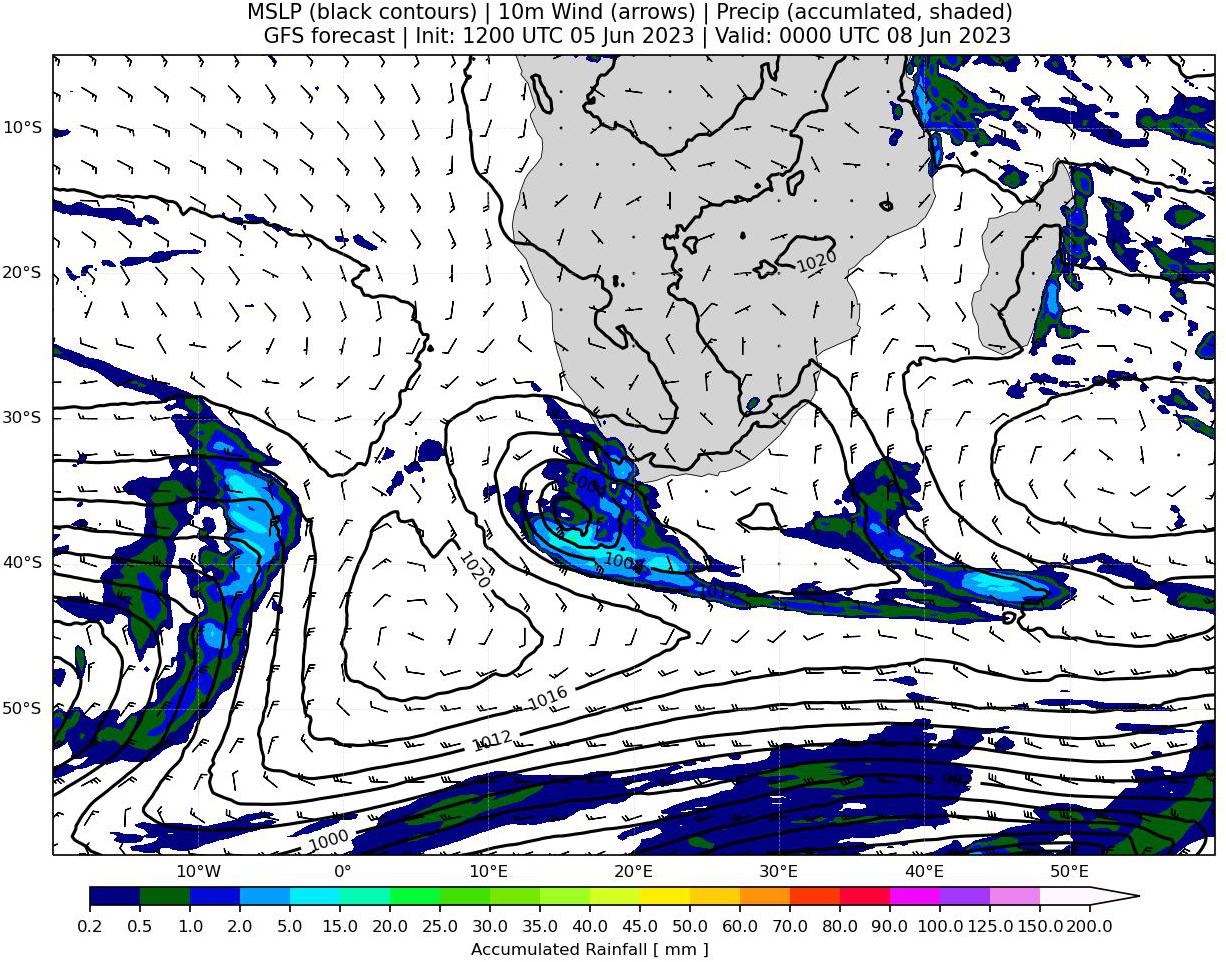 MSLP (black contours) | 10m Wind (arrows) | Precip (accumlated, shaded)
GFS forecast | Init: 1200 UTC 05 Jun 2023 | Valid: 0000 UTC 08 Jun 2023
10°S
20°S
1020
30°S
1004
1008
40°S
1020
1012
1016
50°S
1012
1000
10°W 0° 10°E 20°E 30°E 40°E 50°E
0.2 0.5 1.0 2.0 5.0 15.0 20.0 25.0 30.0 35.0 40.0 45.0 50.0 60.0 70.0 80.0 90.0 100.0 125.0 150.0 200.0
Accumulated Rainfall [ mm ]